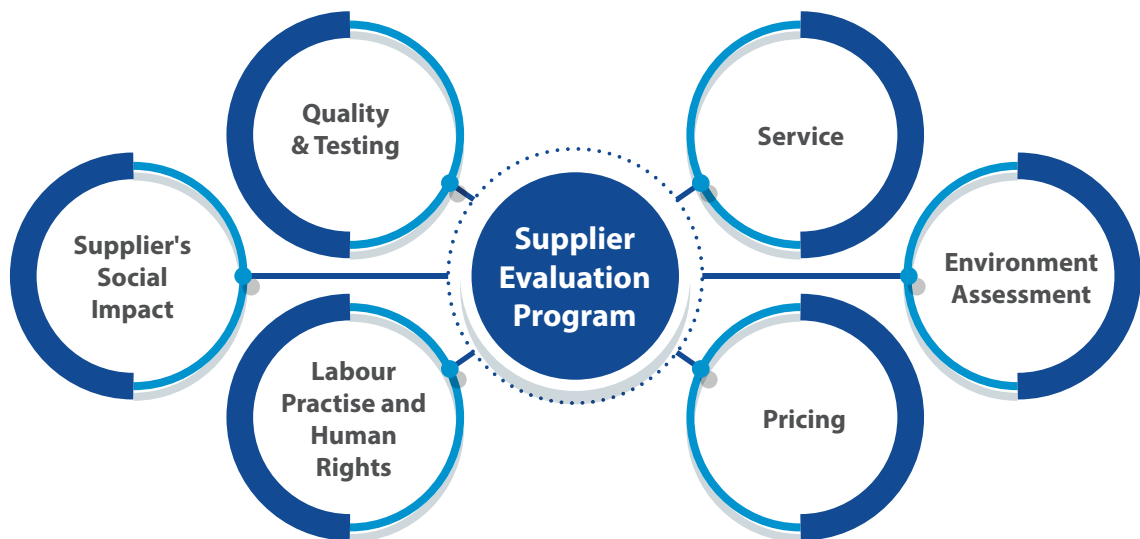 Quality
& Testing
Service
Supplier's
Social
Impact
Supplier
Evaluation
Program
Environment
Assessment
Labour
Practise and
Human
Rights
Pricing